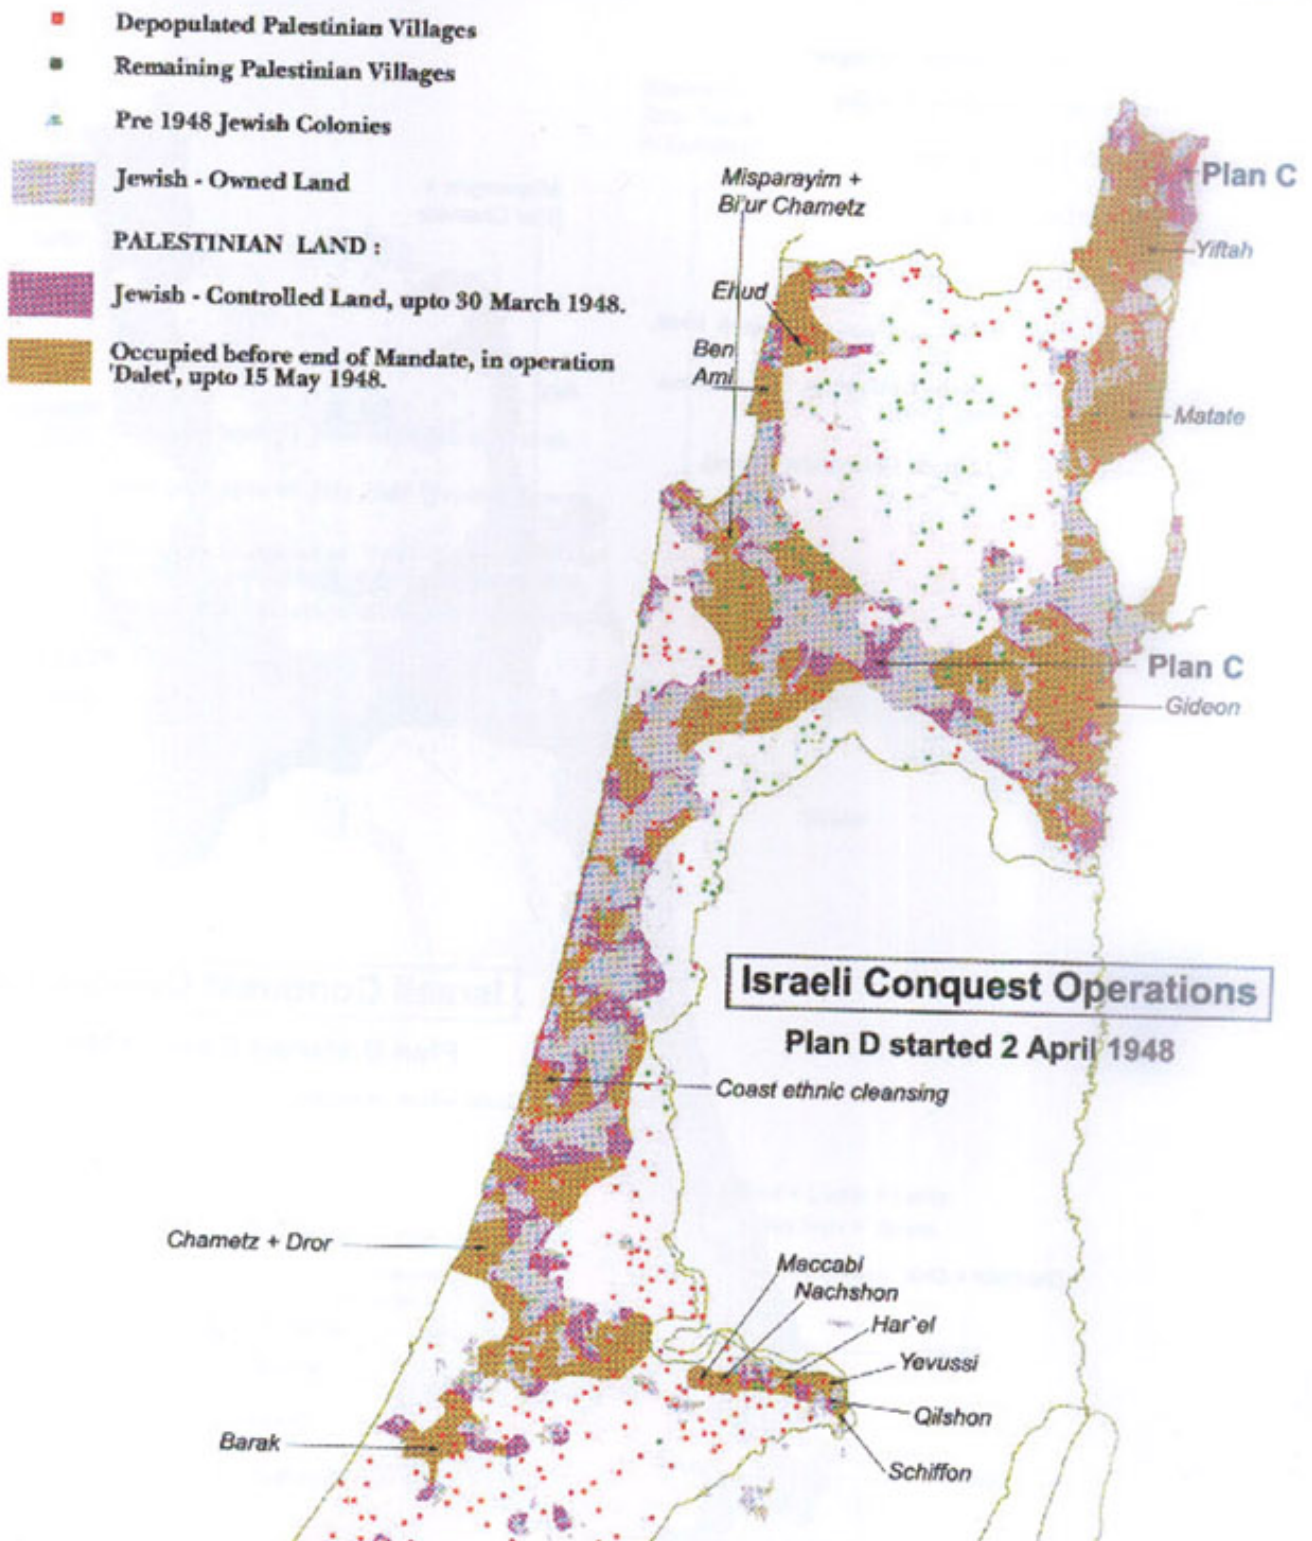 Depopulated Palestinian Villages
Remaining Palestinian Villages
Pre 1948 Jewish Colonies
Jewish - Owned Land
PALESTINIAN LAND :
Jewish - Controlled Land, upto 30 March 1948.
Occupied before end of Mandate, in operation
'Dalet', upto 15 May 1948.
Misparayim +
Bi'ur Chametz
Plan C
Yiftah
Ehud
Ben
Ami
Matate
Plan C
Gideon
Israeli Conquest Operations
Plan D started 2 April 1948
Coast ethnic cleansing
Chametz + Dror
Maccabi
Nachshon
Har`el
Yevussi
Qilshon
Barak
Schiffon